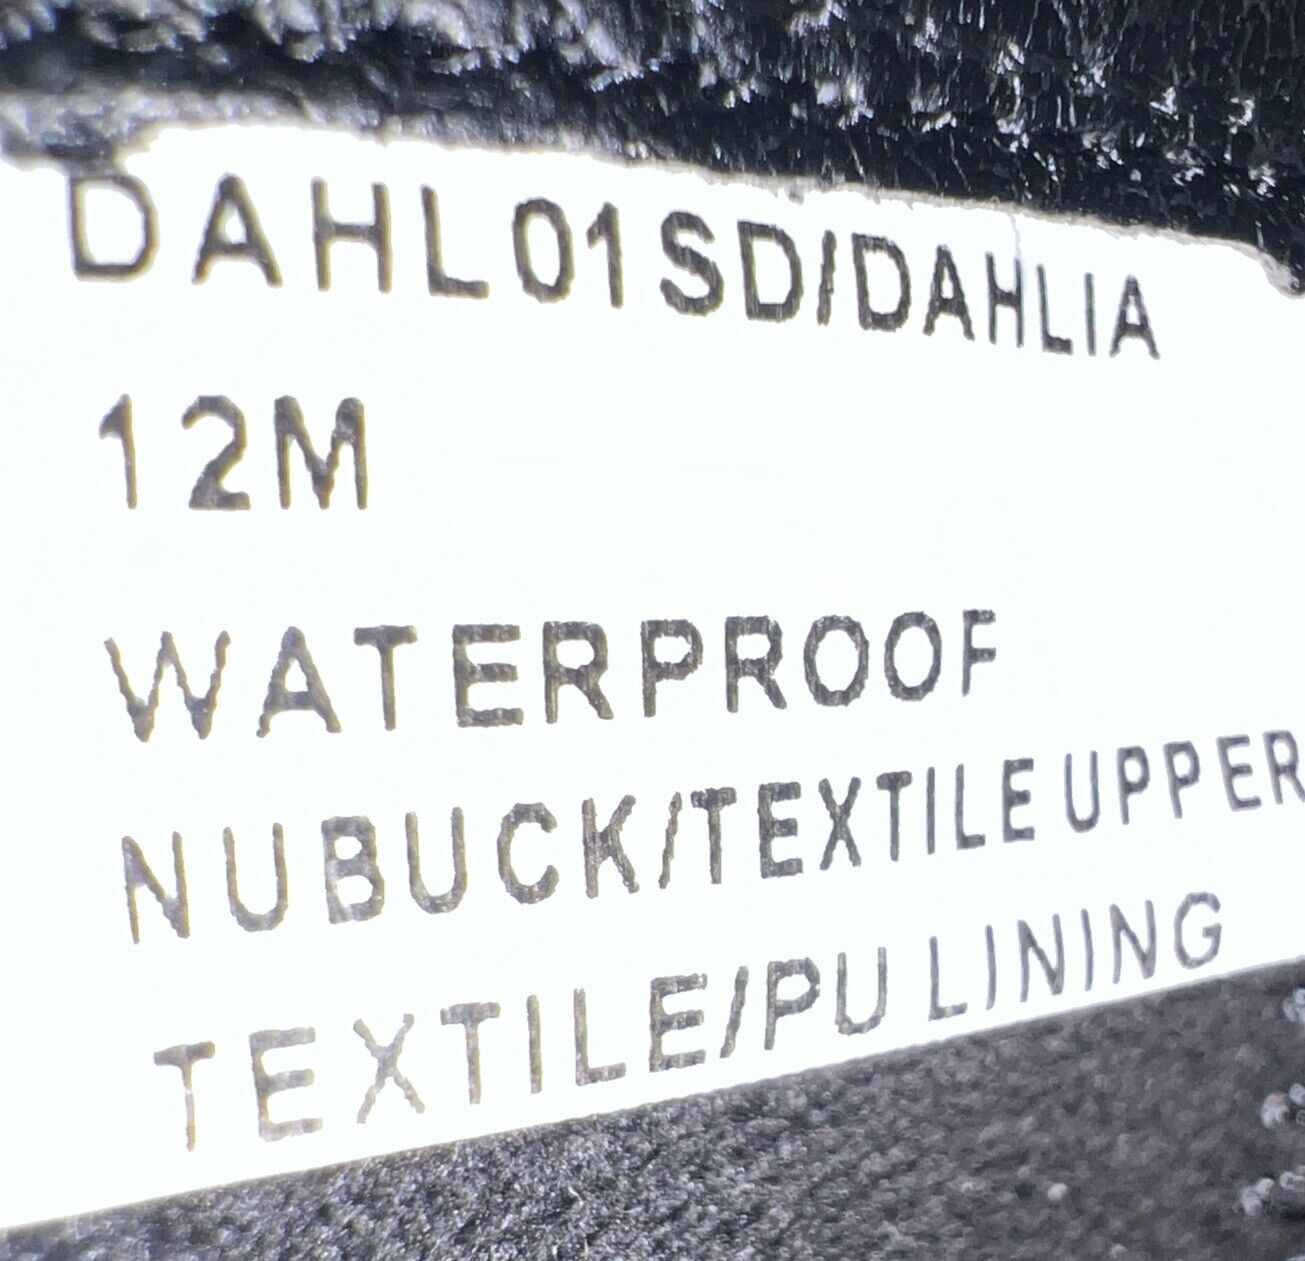 DAHL01SD/DAHLIA
12M
WATERPROOF
NUBUCK/TEXTILE UPPER
TEXTILE/PU LINING